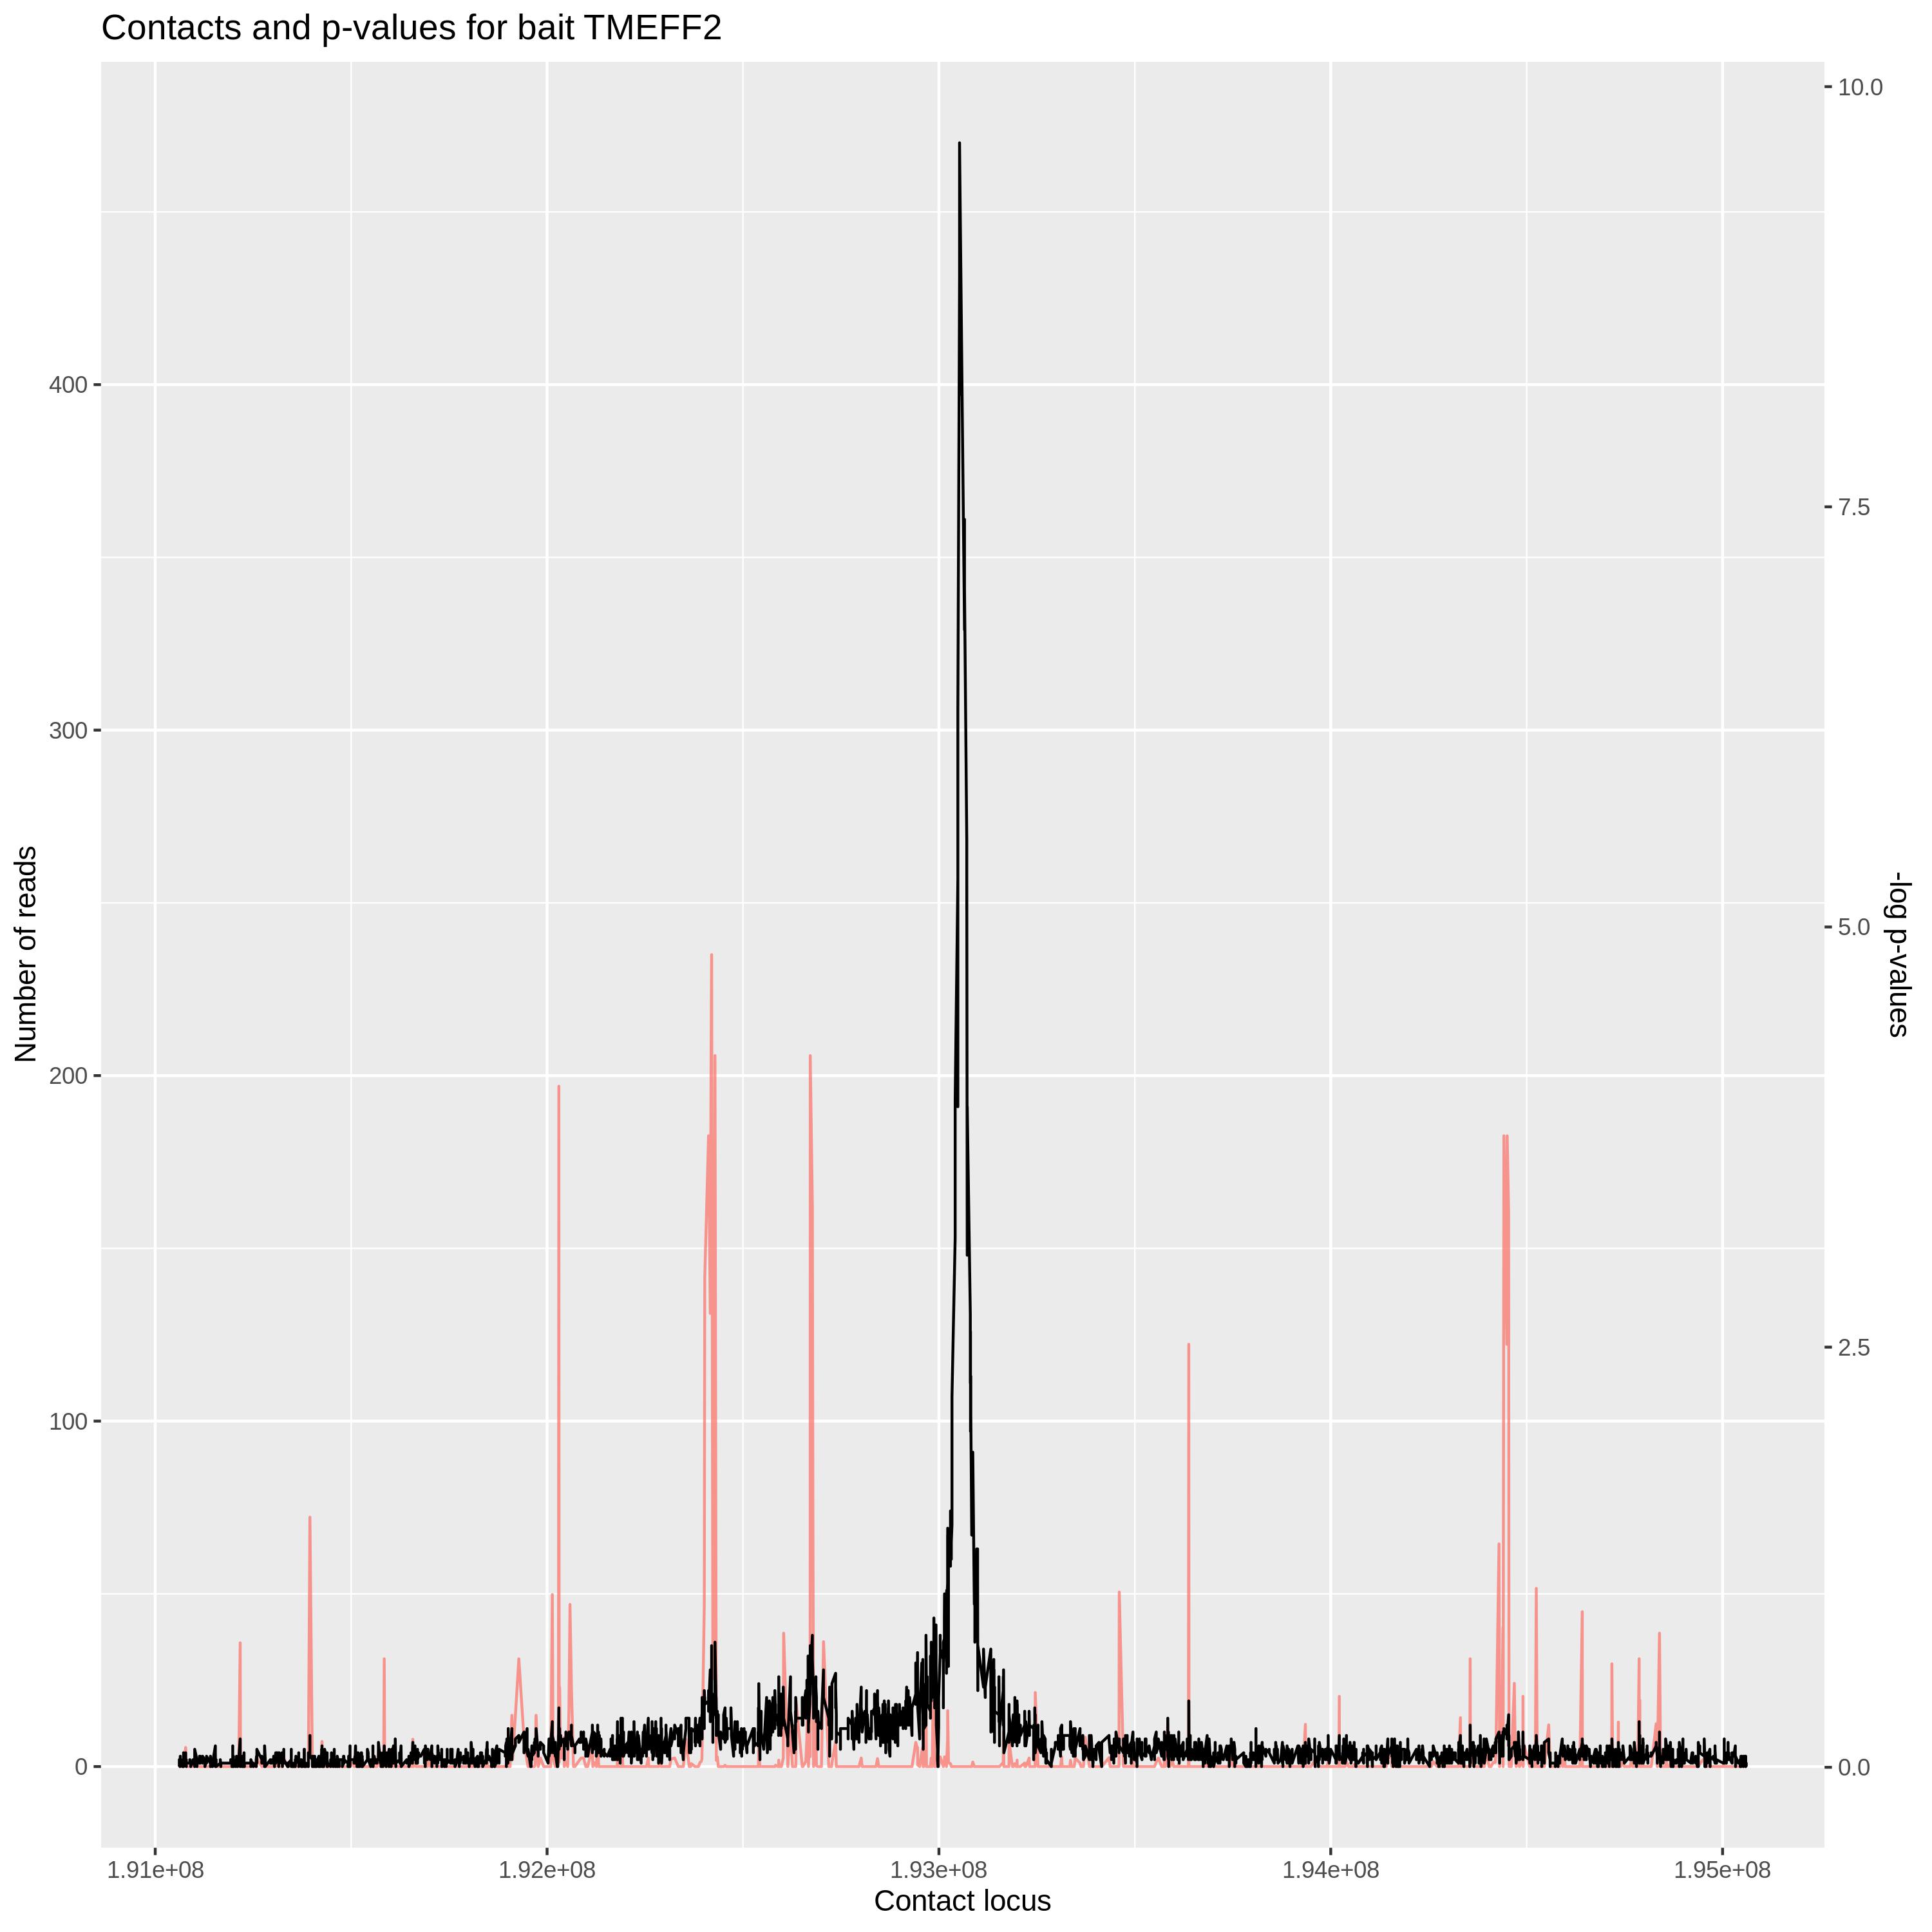 Contacts and p-values for bait TMEFF2
10.0
400
7.5
300
Number of reads
-log p-values
5.0
200
2.5
100
0
0.0
1.91e+08 1.92e+08 1.93e+08 1.94e+08 1.95e+08
Contact locus